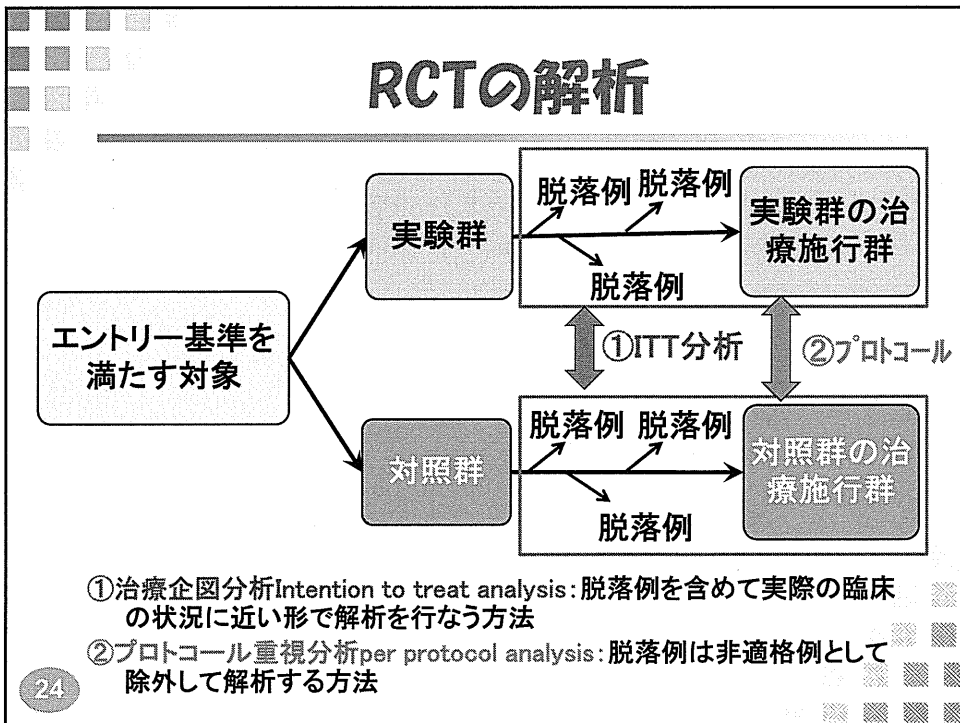 RCTの解析
脱落例 脱落例
実験群
実験群の治
療施行群
脱落例
エントリー基準を
満たす対象
①ITT分析
②プロトコール
脱落例 脱落例
対照群
対照群の治
療施行群
脱落例
①治療企図分析Intention to treat analysis:脱落例を含めて実際の臨床
の状況に近い形で解析を行なう方法
②プロトコール重視分析per protocol analysis:脱落例は非適格例として
除外して解析する方法
24